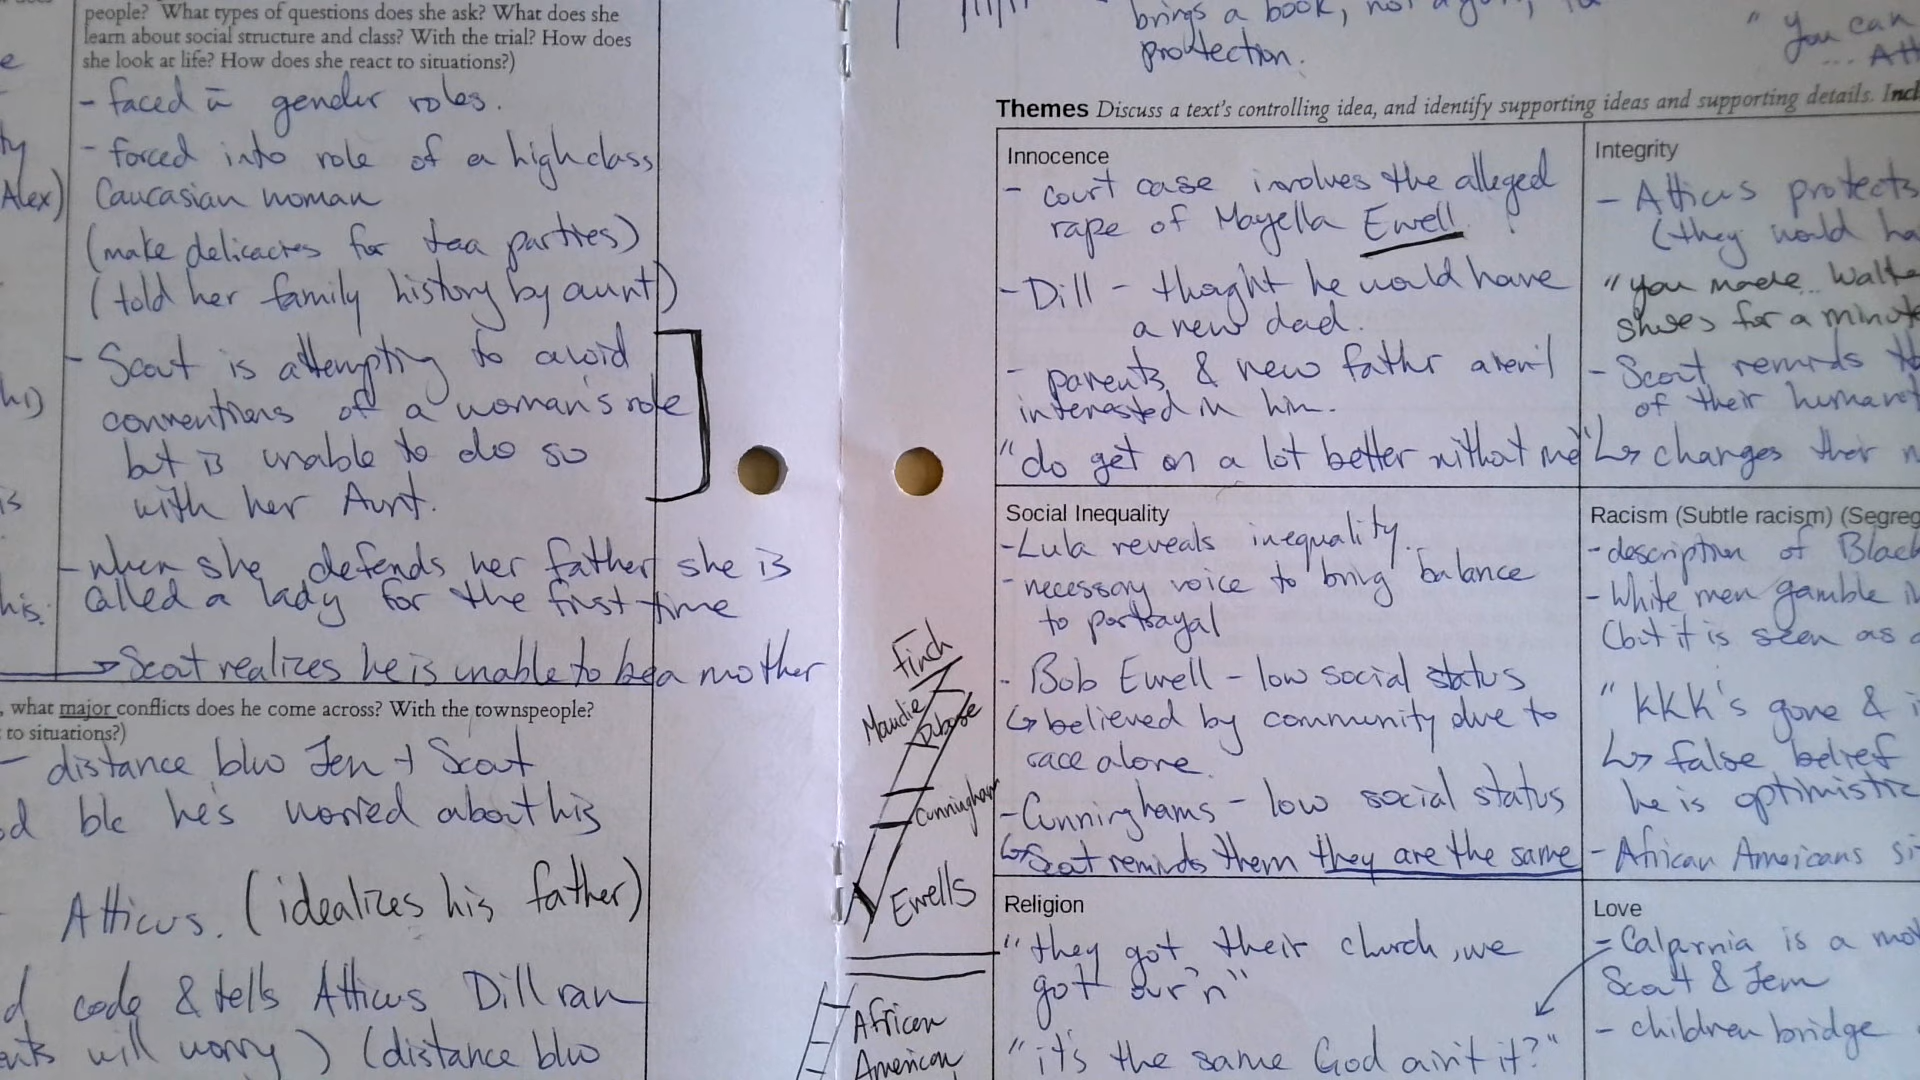 people? What types of questions does she ask? What does she
learn about social structure and class? With the trial? How does
she look at life? How does she react to situations?)
- faced c̄ gender roles.
- forced into role of a high class
Caucasian woman
(make delicacies for tea parties)
(told her family history by aunt)
- Scout is attempting to avoid
conventions of a woman's role
but is unable to do so
with her Aunt.
- when she defends her father she is
called a lady for the first time
→ Scout realizes he is unable to be a mother
Alex)
, what major conflicts does he come across? With the townspeople?
to situations?)
- distance b/w Jem + Scout
b/c he's worried about his
Atticus. (idealizes his father)
code & tells Atticus Dill ran
will worry) (distance b/w
brings a book, not a gun,
protection.
"You can
... Att
Themes Discuss a text's controlling idea, and identify supporting ideas and supporting details. Incl
Innocence
- court case involves the alleged
rape of Mayella Ewell.
- Dill - thought he would have
a new dad.
- parents & new father aren't
interested in him.
"do get on a lot better without me"
Integrity
- Atticus protects
(they would ha
"you made.. Walte
shoes for a minute
- Scout reminds th
of their humanit
↳ changes their m
Social Inequality
- Lula reveals inequality.
- necessary voice to bring balance
to portrayal
- Bob Ewell - low social status
↳ believed by community due to
race alone.
- Cunninghams - low social status
↳ Scout reminds them they are the same
Racism (Subtle racism) (Segreg
- description of Black
- White men gamble i
(but it is seen as a
"KKK's gone & i
↳ false belief
he is optimistic
- African Americans si
Finch
Maudie
Dubose
Cunningham
Ewells
African
American
Religion
"they got their church, we
got our'n"
"it's the same God ain't it?"
Love
- Calpurnia is a mot
Scout & Jem
- children bridge